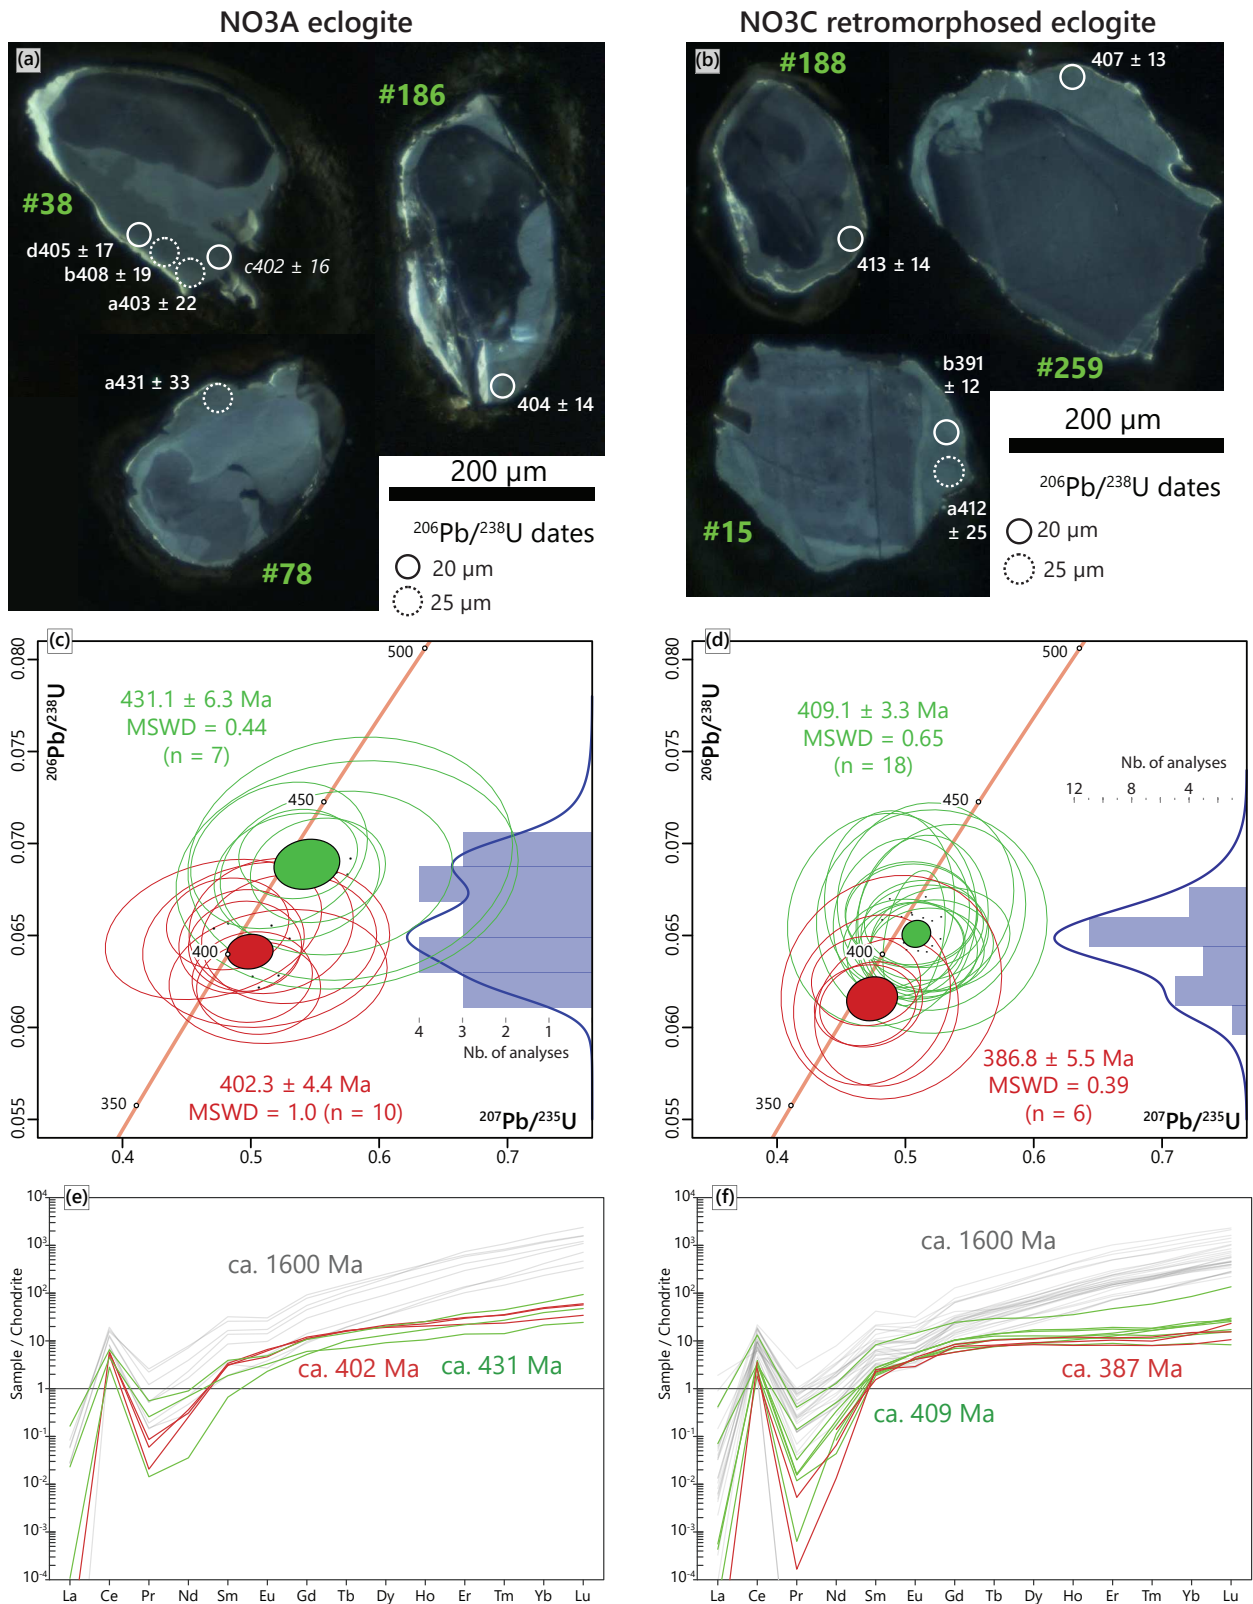 NO3A eclogite
NO3C retromorphosed eclogite
(a)
#186
#38
d405 ± 17
b408 ± 19
a403 ± 22
c402 ± 16
a431 ± 33
404 ± 14
#78
200 µm
²⁰⁶Pb/²³⁸U dates
20 µm
25 µm
(b)
#188
407 ± 13
413 ± 14
#259
b391
± 12
a412
± 25
#15
200 µm
²⁰⁶Pb/²³⁸U dates
20 µm
25 µm
(c)
²⁰⁶Pb/²³⁸U
0.080
0.075
0.070
0.065
0.060
0.055
500
450
400
350
431.1 ± 6.3 Ma
MSWD = 0.44
(n = 7)
4 3 2 1
Nb. of analyses
402.3 ± 4.4 Ma
MSWD = 1.0 (n = 10)
²⁰⁷Pb/²³⁵U
0.4 0.5 0.6 0.7
(d)
²⁰⁶Pb/²³⁸U
0.080
0.075
0.070
0.065
0.060
0.055
500
450
400
350
409.1 ± 3.3 Ma
MSWD = 0.65
(n = 18)
Nb. of analyses
12 8 4
386.8 ± 5.5 Ma
MSWD = 0.39
(n = 6)
²⁰⁷Pb/²³⁵U
0.4 0.5 0.6 0.7
(e)
Sample / Chondrite
10⁴
10³
10²
10
1
10⁻¹
10⁻²
10⁻³
10⁻⁴
ca. 1600 Ma
ca. 402 Ma
ca. 431 Ma
La Ce Pr Nd Sm Eu Gd Tb Dy Ho Er Tm Yb Lu
(f)
Sample / Chondrite
10⁴
10³
10²
10
1
10⁻¹
10⁻²
10⁻³
10⁻⁴
ca. 1600 Ma
ca. 387 Ma
ca. 409 Ma
La Ce Pr Nd Sm Eu Gd Tb Dy Ho Er Tm Yb Lu